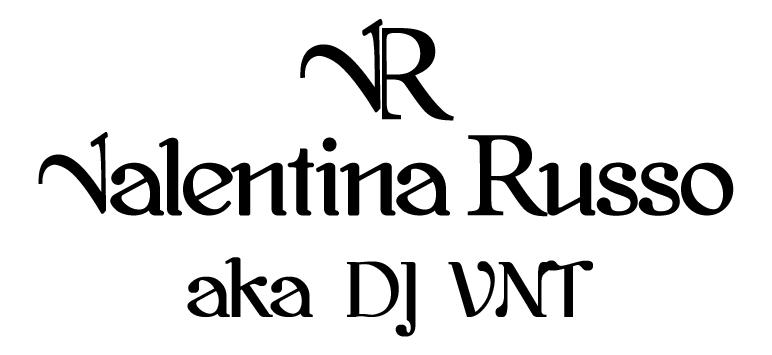 VR
Valentina Russo
aka DJ VNT